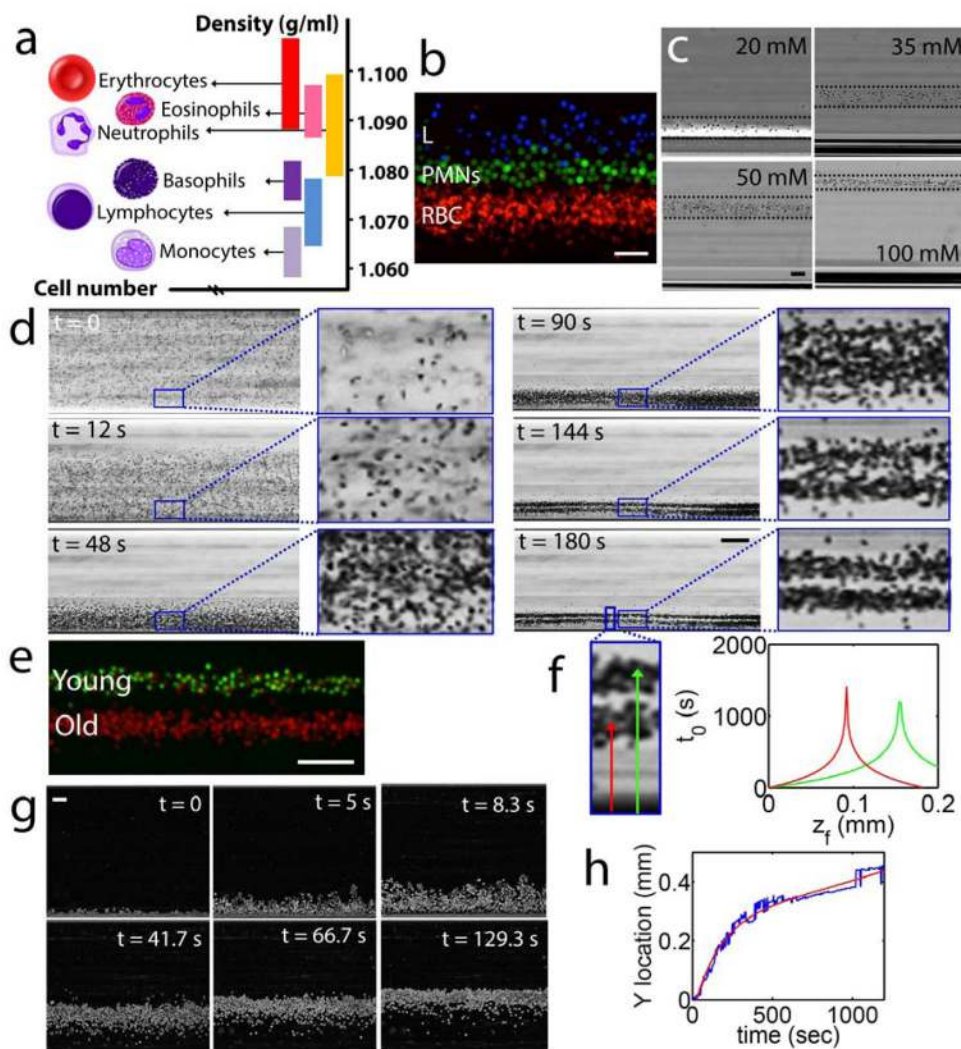 a
Density (g/ml)
Erythrocytes
Eosinophils
Neutrophils
Basophils
Lymphocytes
Monocytes
Cell number
1.100
1.090
1.080
1.070
1.060
b
L
PMNs
RBC
c
20 mM
35 mM
50 mM
100 mM
d
t = 0
t = 12 s
t = 48 s
t = 90 s
t = 144 s
t = 180 s
e
Young
Old
f
t0 (s)
2000
1000
0
0
0.1
0.2
zf (mm)
g
t = 0
t = 5 s
t = 8.3 s
t = 41.7 s
t = 66.7 s
t = 129.3 s
h
Y location (mm)
0.4
0.2
0
0
500
1000
time (sec)